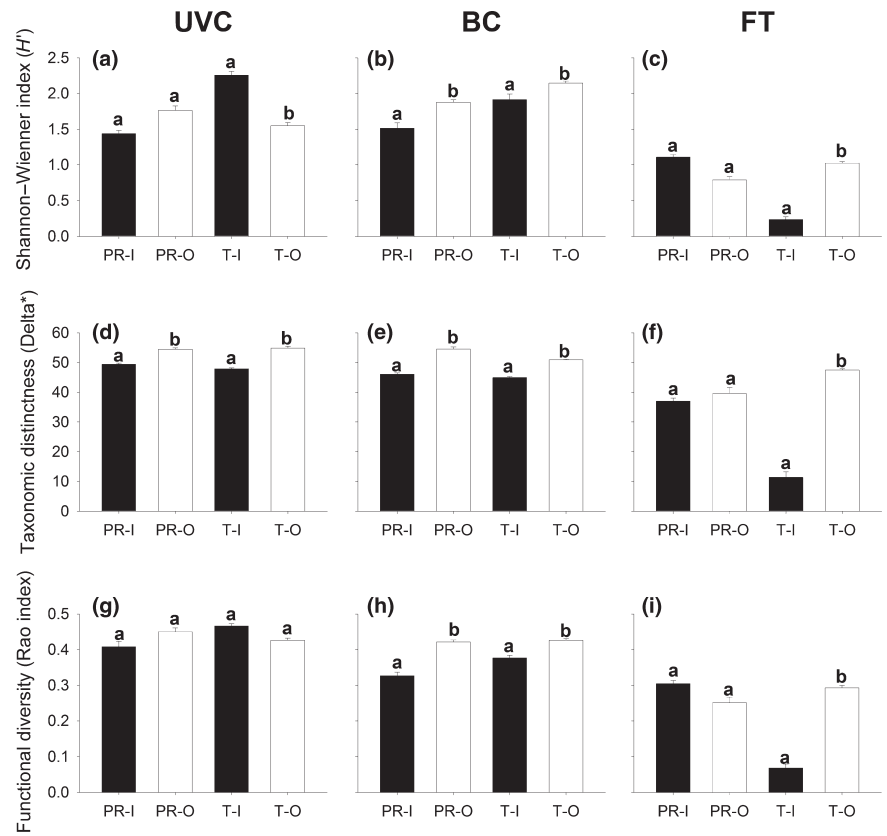 UVC BC FT
Shannon–Wienner index (H')
(a) (b) (c)
2.5
2.0
1.5
1.0
0.5
0.0
a a a b
a b a b
a a a b
PR-I PR-O T-I T-O
PR-I PR-O T-I T-O
PR-I PR-O T-I T-O
Taxonomic distinctness (Delta*)
(d) (e) (f)
60
50
40
30
20
10
0
a b a b
a b a b
a a a b
PR-I PR-O T-I T-O
PR-I PR-O T-I T-O
PR-I PR-O T-I T-O
Functional diversity (Rao index)
(g) (h) (i)
0.5
0.4
0.3
0.2
0.1
0.0
a a a a
a b a b
a a a b
PR-I PR-O T-I T-O
PR-I PR-O T-I T-O
PR-I PR-O T-I T-O